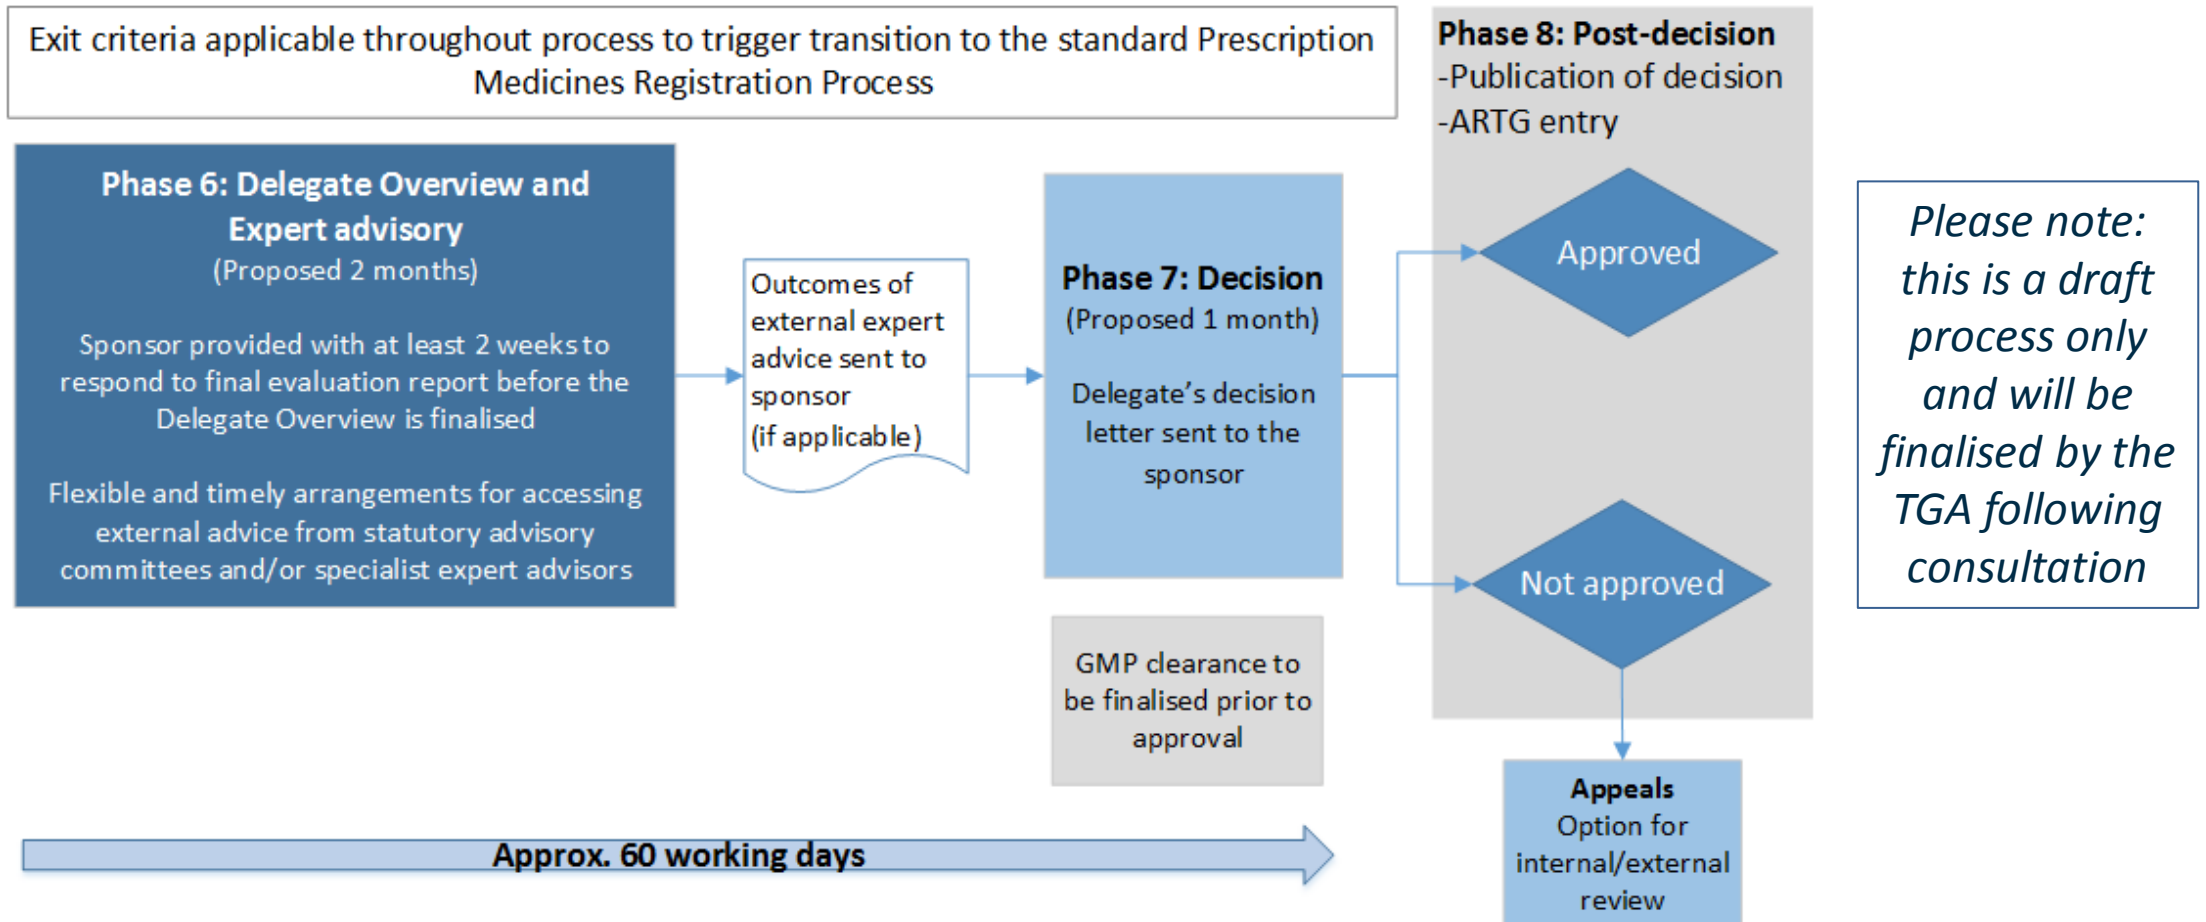 Exit criteria applicable throughout process to trigger transition to the standard Prescription
Medicines Registration Process
Phase 6: Delegate Overview and
Expert advisory
(Proposed 2 months)
Sponsor provided with at least 2 weeks to
respond to final evaluation report before the
Delegate Overview is finalised
Flexible and timely arrangements for accessing
external advice from statutory advisory
committees and/or specialist expert advisors
Outcomes of
external expert
advice sent to
sponsor
(if applicable)
Phase 7: Decision
(Proposed 1 month)
Delegate’s decision
letter sent to the
sponsor
GMP clearance to
be finalised prior to
approval
Phase 8: Post-decision
-Publication of decision
-ARTG entry
Approved
Not approved
Appeals
Option for
internal/external
review
Please note:
this is a draft
process only
and will be
finalised by the
TGA following
consultation
Approx. 60 working days